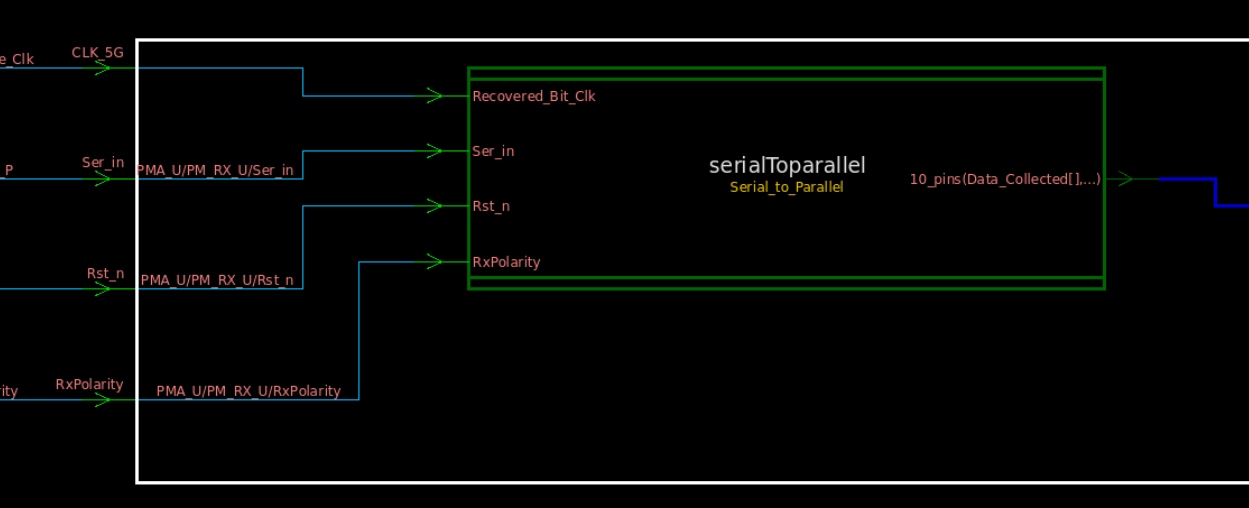 CLK_5G
e_Clk
Recovered_Bit_Clk
Ser_in
PMA_U/PM_RX_U/Ser_in
_P
Ser_in
serialToparallel
Serial_to_Parallel
10_pins(Data_Collected[],...)
Rst_n
Rst_n
PMA_U/PM_RX_U/Rst_n
RxPolarity
RxPolarity
PMA_U/PM_RX_U/RxPolarity
ity